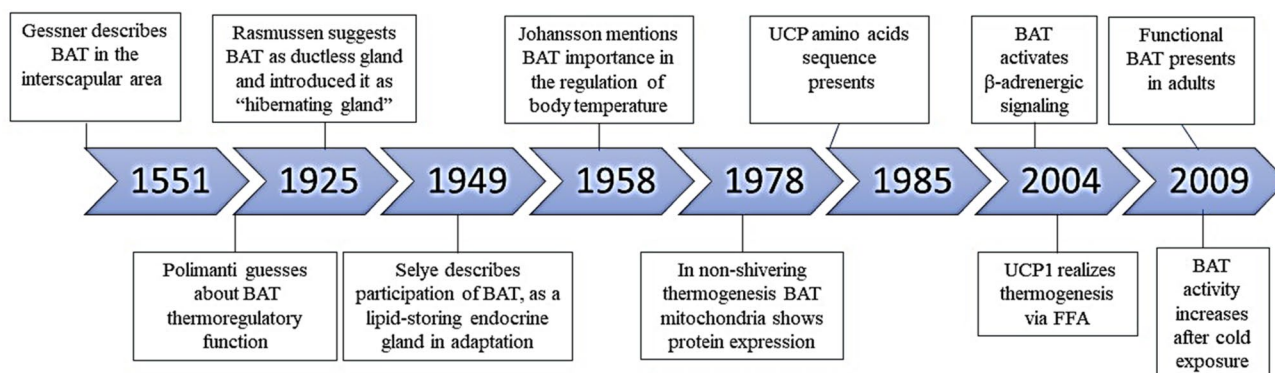 Gessner describes
BAT in the
interscapular area
Rasmussen suggests
BAT as ductless gland
and introduced it as
“hibernating gland”
Johansson mentions
BAT importance in
the regulation of
body temperature
UCP amino acids
sequence
presents
BAT
activates
β-adrenergic
signaling
Functional
BAT presents
in adults
1551
1925
1949
1958
1978
1985
2004
2009
Polimanti guesses
about BAT
thermoregulatory
function
Selye describes
participation of BAT, as a
lipid-storing endocrine
gland in adaptation
In non-shivering
thermogenesis BAT
mitochondria shows
protein expression
UCP1 realizes
thermogenesis
via FFA
BAT
activity
increases
after cold
exposure